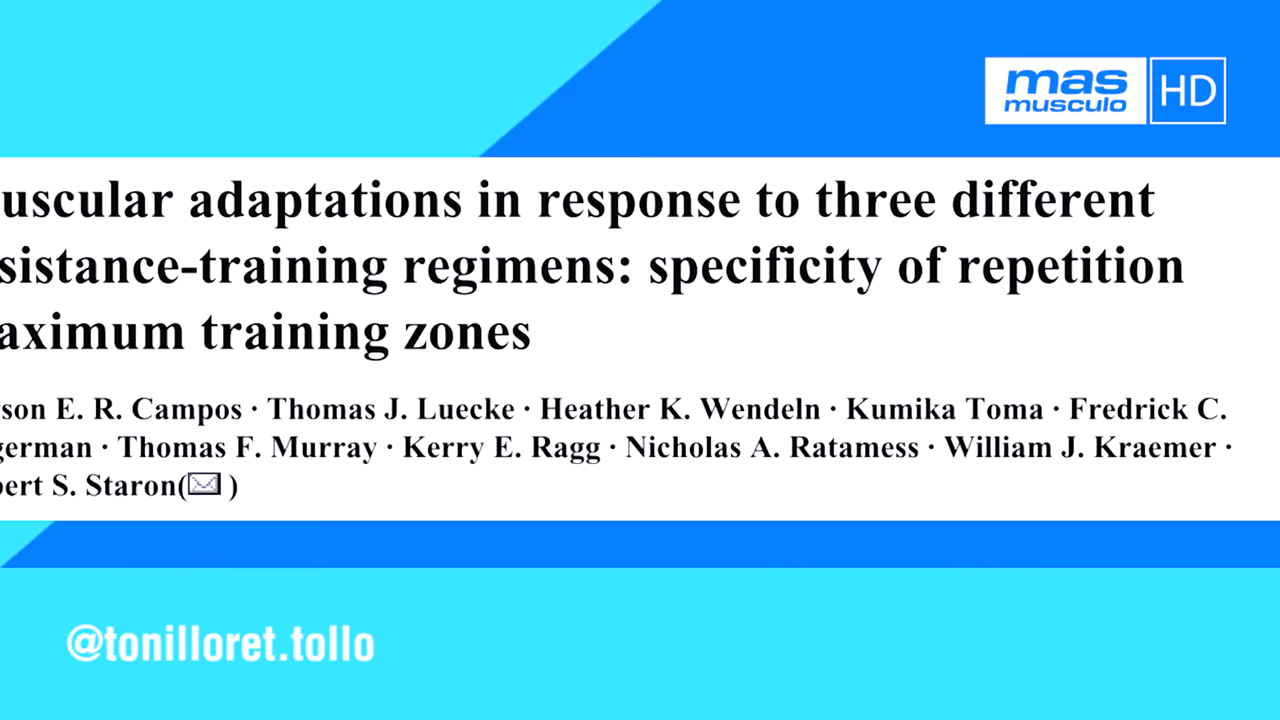 mas
musculo
HD
uscular adaptations in response to three different
sistance-training regimens: specificity of repetition
aximum training zones
son E. R. Campos · Thomas J. Luecke · Heather K. Wendeln · Kumika Toma · Fredrick C.
german · Thomas F. Murray · Kerry E. Ragg · Nicholas A. Ratamess · William J. Kraemer ·
bert S. Staron( )
@tonilloret.tollo